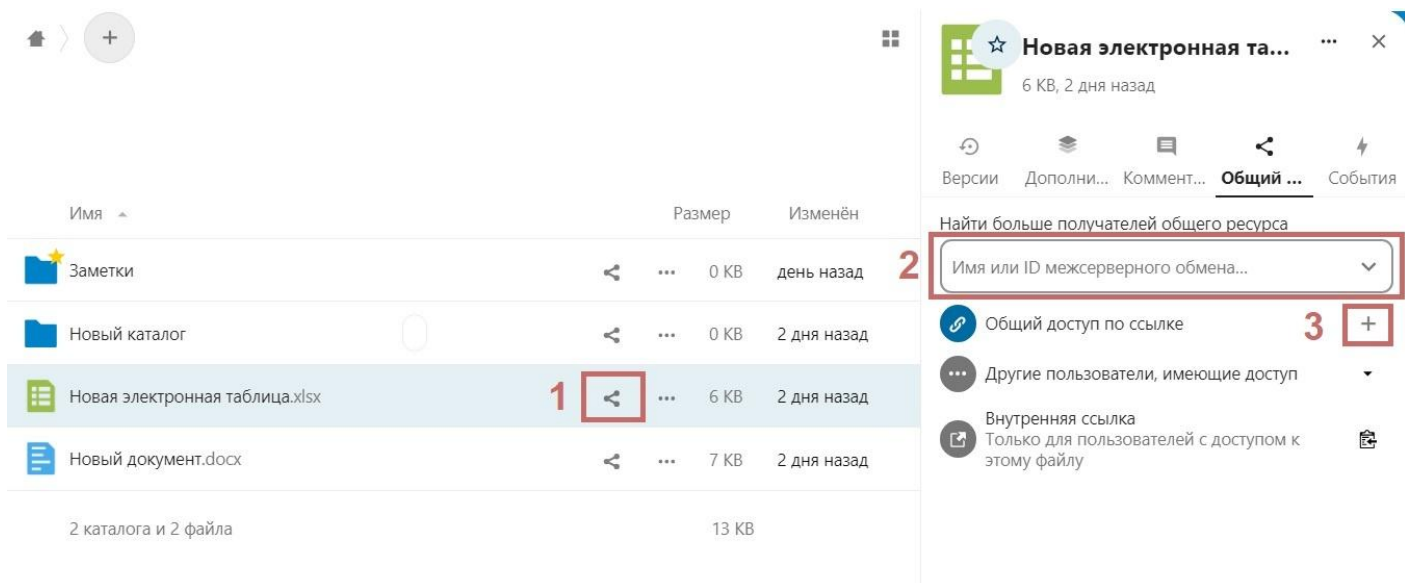 Имя
Размер
Изменён
Заметки
0 KB
день назад
Новый каталог
0 KB
2 дня назад
Новая электронная таблица.xlsx
1
6 KB
2 дня назад
Новый документ.docx
7 KB
2 дня назад
2 каталога и 2 файла
13 KB
Новая электронная та...
6 KB, 2 дня назад
Версии
Дополни...
Коммент...
Общий ...
События
Найти больше получателей общего ресурса
2
Имя или ID межсерверного обмена...
Общий доступ по ссылке
3
Другие пользователи, имеющие доступ
Внутренняя ссылка
Только для пользователей с доступом к
этому файлу